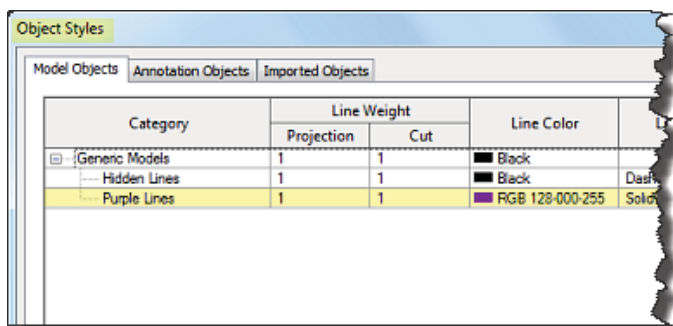 Object Styles
Model Objects Annotation Objects Imported Objects
Category Line Weight Line Color
Projection Cut
Generic Models 1 1 Black
Hidden Lines 1 1 Black
Purple Lines 1 1 RGB 128-000-255 Solid